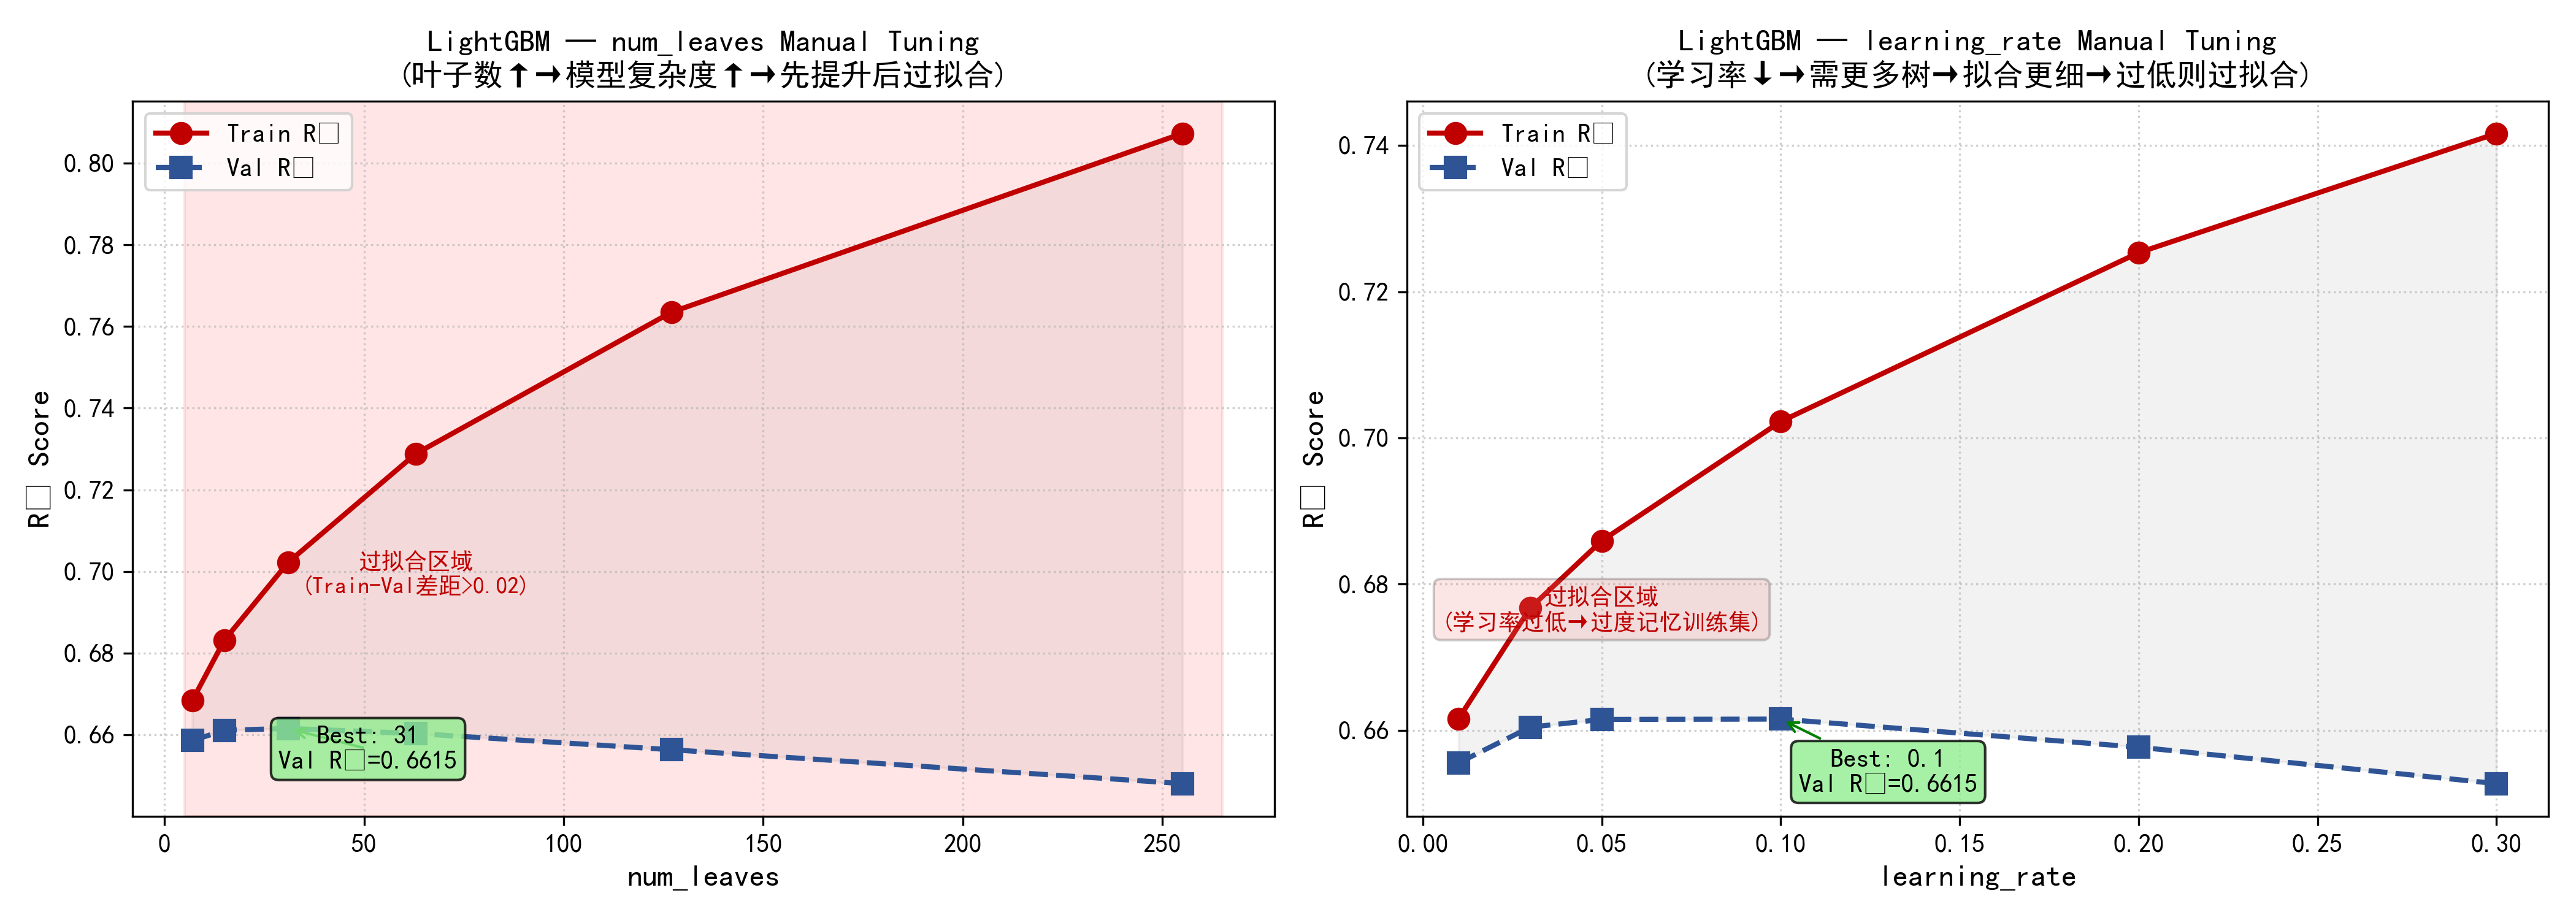 LightGBM — num_leaves Manual Tuning
(叶子数↑→模型复杂度↑→先提升后过拟合)
Train R□
Val R□
0.80
0.78
0.76
0.74
0.72
0.70
0.68
0.66
R□ Score
过拟合区域
(Train-Val差距>0.02)
Best: 31
Val R□=0.6615
0
50
100
150
200
250
num_leaves
LightGBM — learning_rate Manual Tuning
(学习率↓→需更多树→拟合更细→过低则过拟合)
Train R□
Val R□
0.74
0.72
0.70
0.68
0.66
R□ Score
过拟合区域
(学习率过低→过度记忆训练集)
Best: 0.1
Val R□=0.6615
0.00
0.05
0.10
0.15
0.20
0.25
0.30
learning_rate